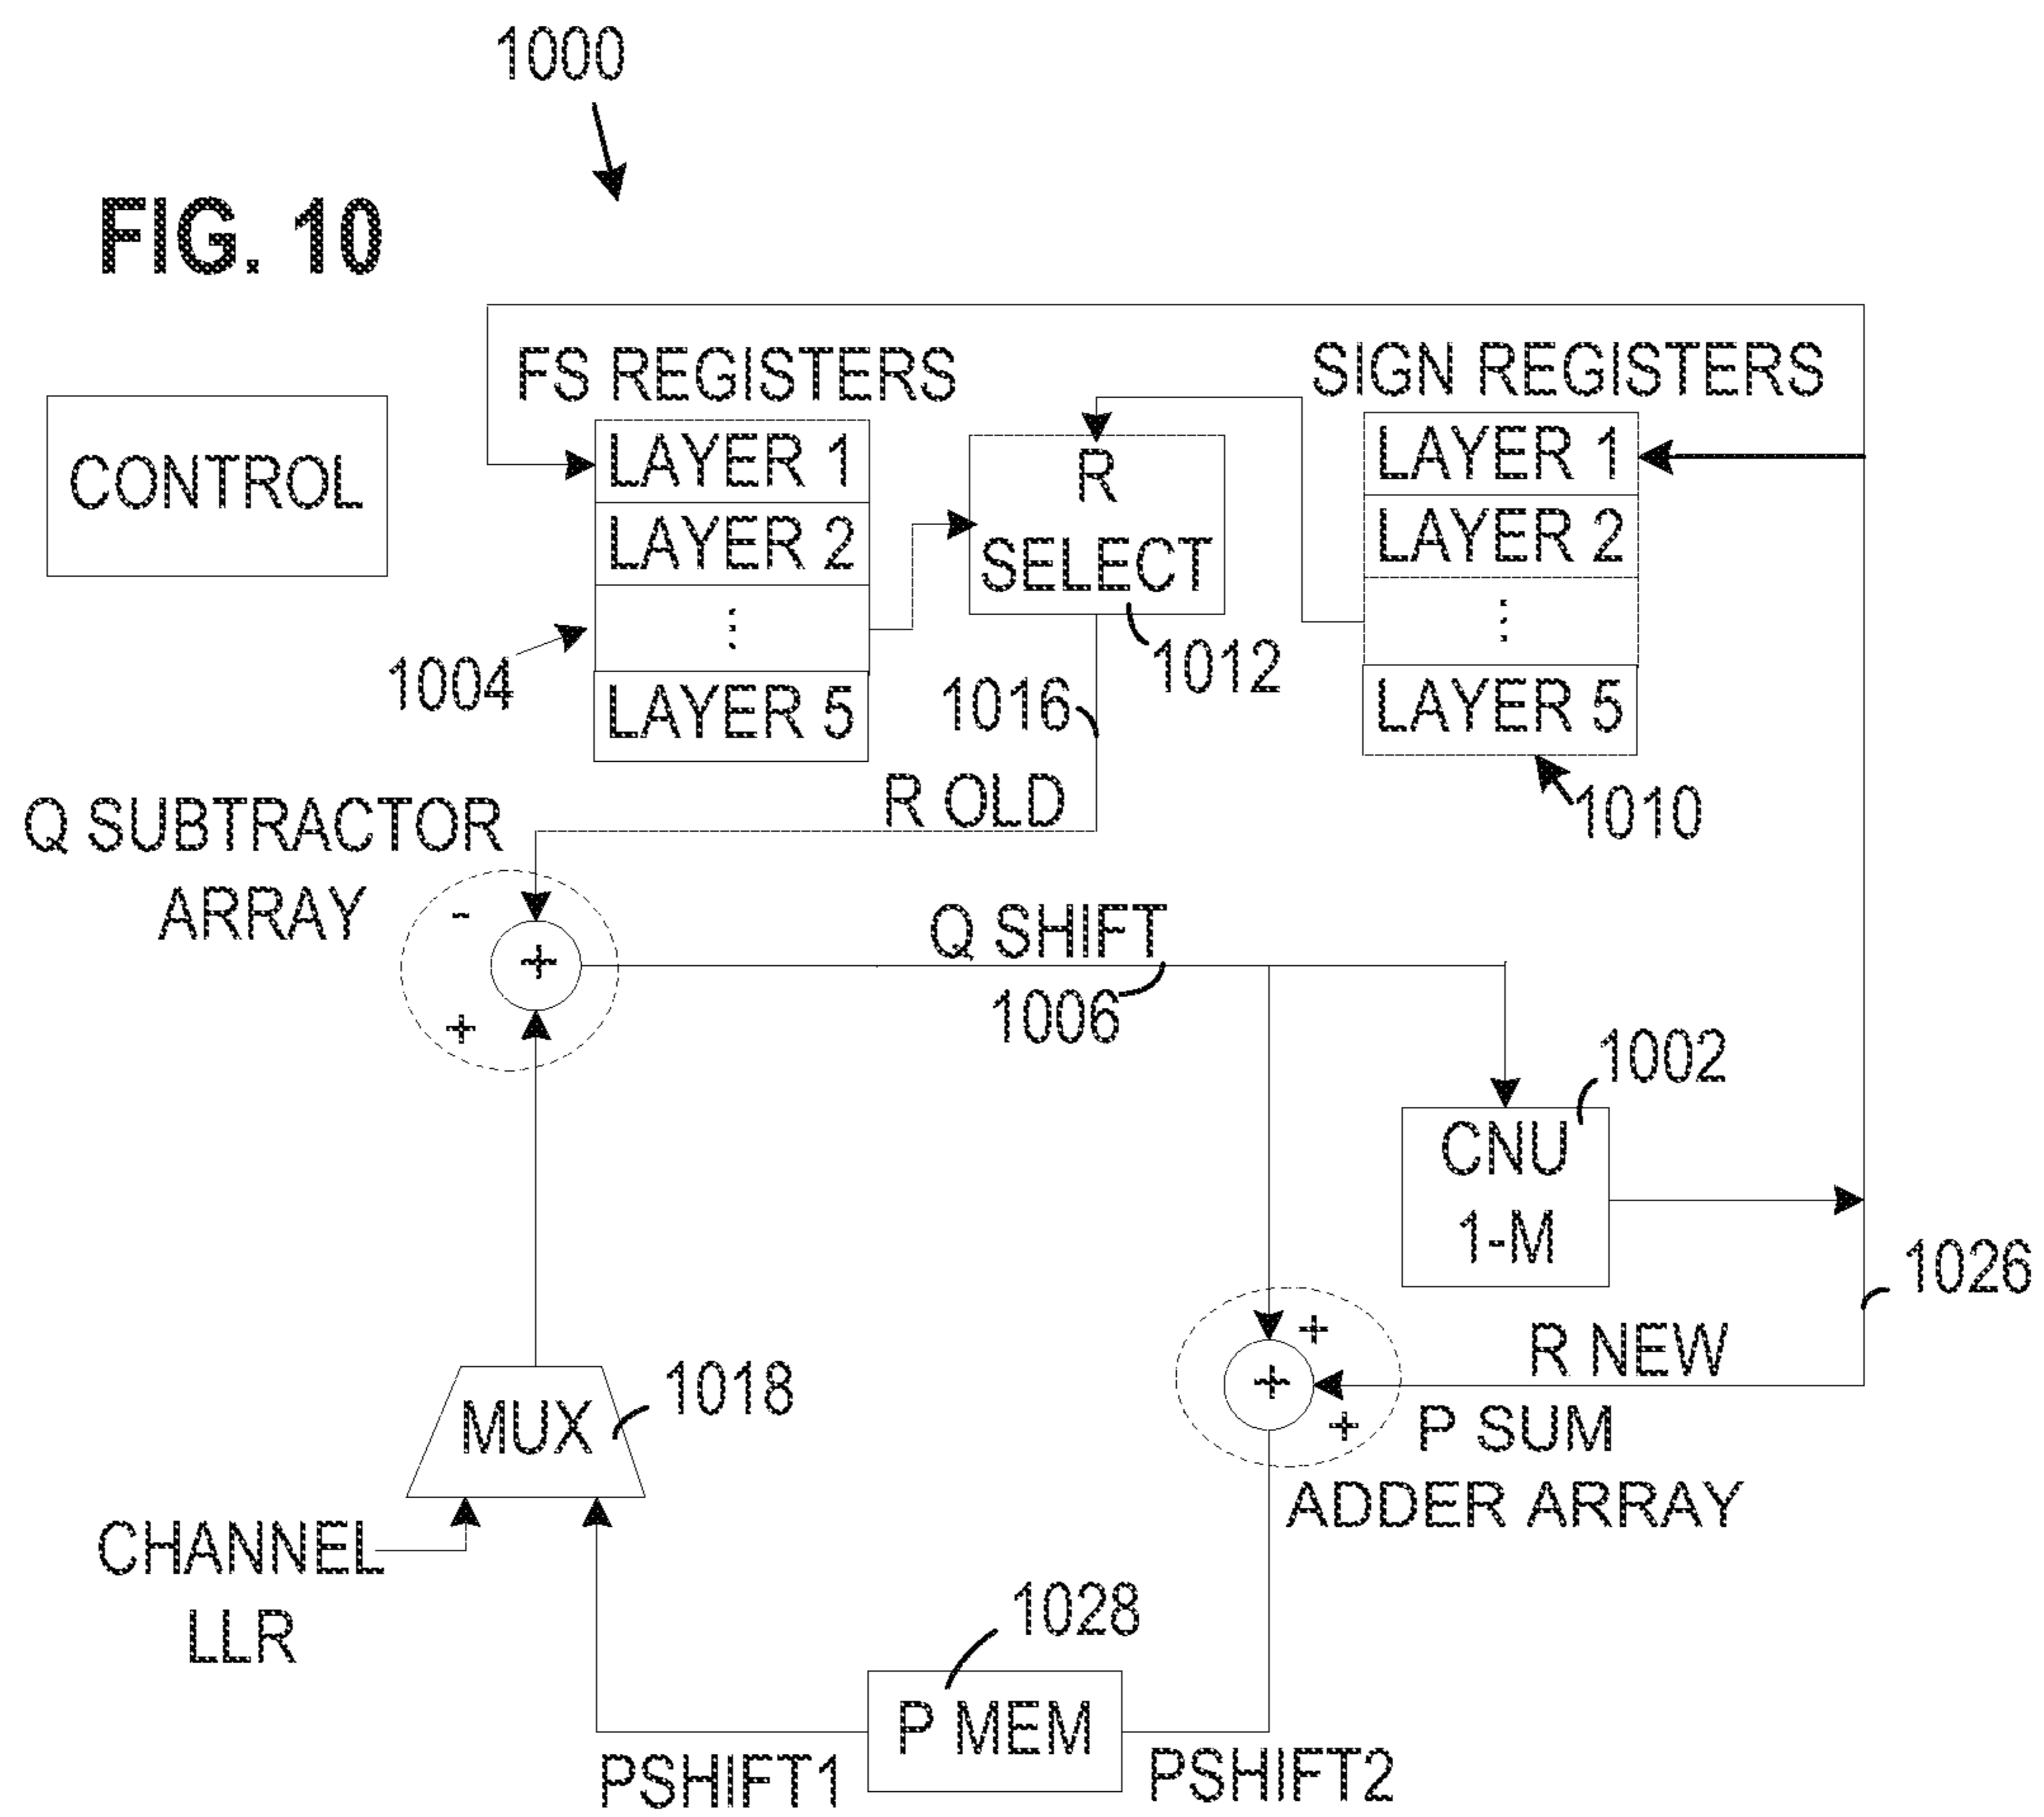 1000
FIG. 10
FS REGISTERS
SIGN REGISTERS
CONTROL
LAYER 1
LAYER 2
⋮
LAYER 5
1004
R
SELECT
1012
LAYER 1
LAYER 2
⋮
LAYER 5
1010
1016
R OLD
Q SUBTRACTOR
ARRAY
-
+
+
Q SHIFT
1006
1002
CNU
1-M
1026
R NEW
+
+
+
P SUM
ADDER ARRAY
MUX
1018
CHANNEL
LLR
1028
P MEM
PSHIFT1
PSHIFT2